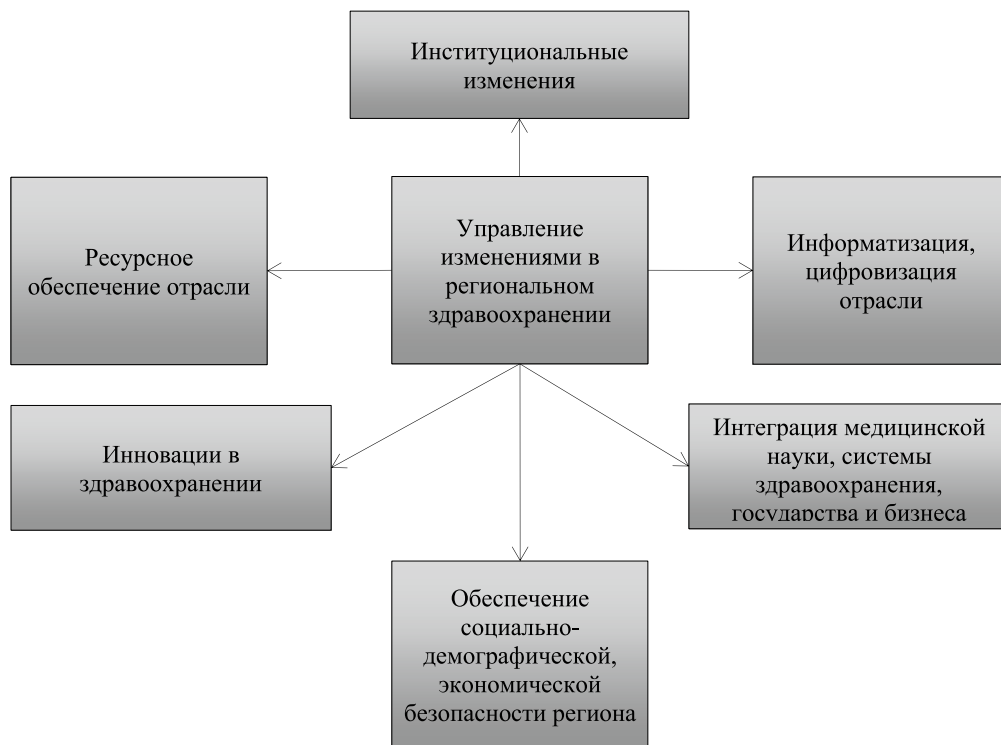 Институциональные
изменения
Ресурсное
обеспечение отрасли
Управление
изменениями в
региональном
здравоохранении
Информатизация,
цифровизация
отрасли
Инновации в
здравоохранении
Интеграция медицинской
науки, системы
здравоохранения,
государства и бизнеса
Обеспечение
социально-
демографической,
экономической
безопасности региона